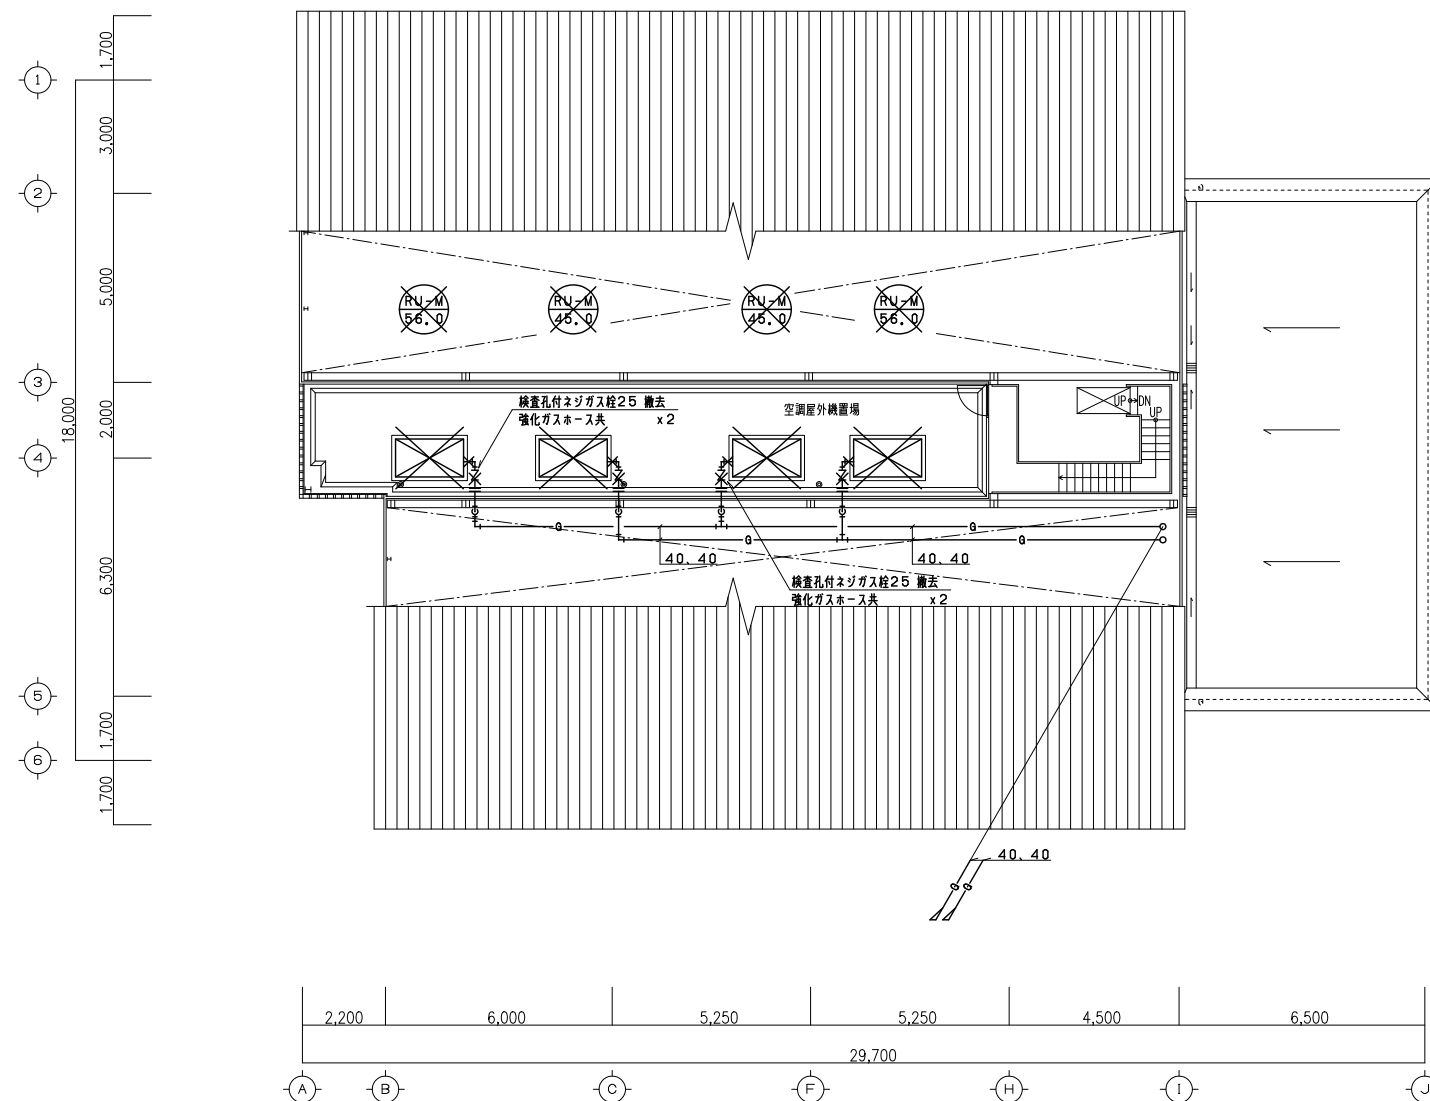 1,700
1
3,000
2
5,000
RU-M
56.0
RU-M
45.0
RU-M
45.0
RU-M
56.0
3
18,000
2,000
検査孔付ネジガス栓25 撤去
強化ガスホース共 x2
空調屋外機置場
UP
DN
UP
4
G
G
G
G
40、40
40、40
検査孔付ネジガス栓25 撤去
強化ガスホース共 x2
6,300
5
1,700
6
1,700
40、40
G
G
2,200
6,000
5,250
5,250
4,500
6,500
29,700
A
B
C
F
H
I
J